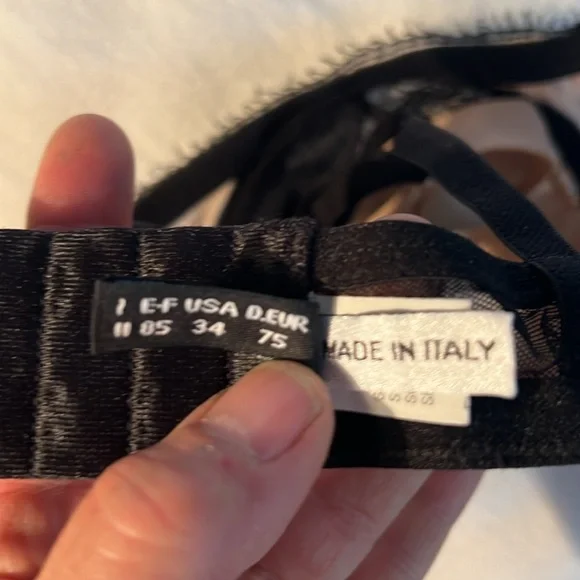 I E-F USA D.EUR
II 85 34 75
MADE IN ITALY